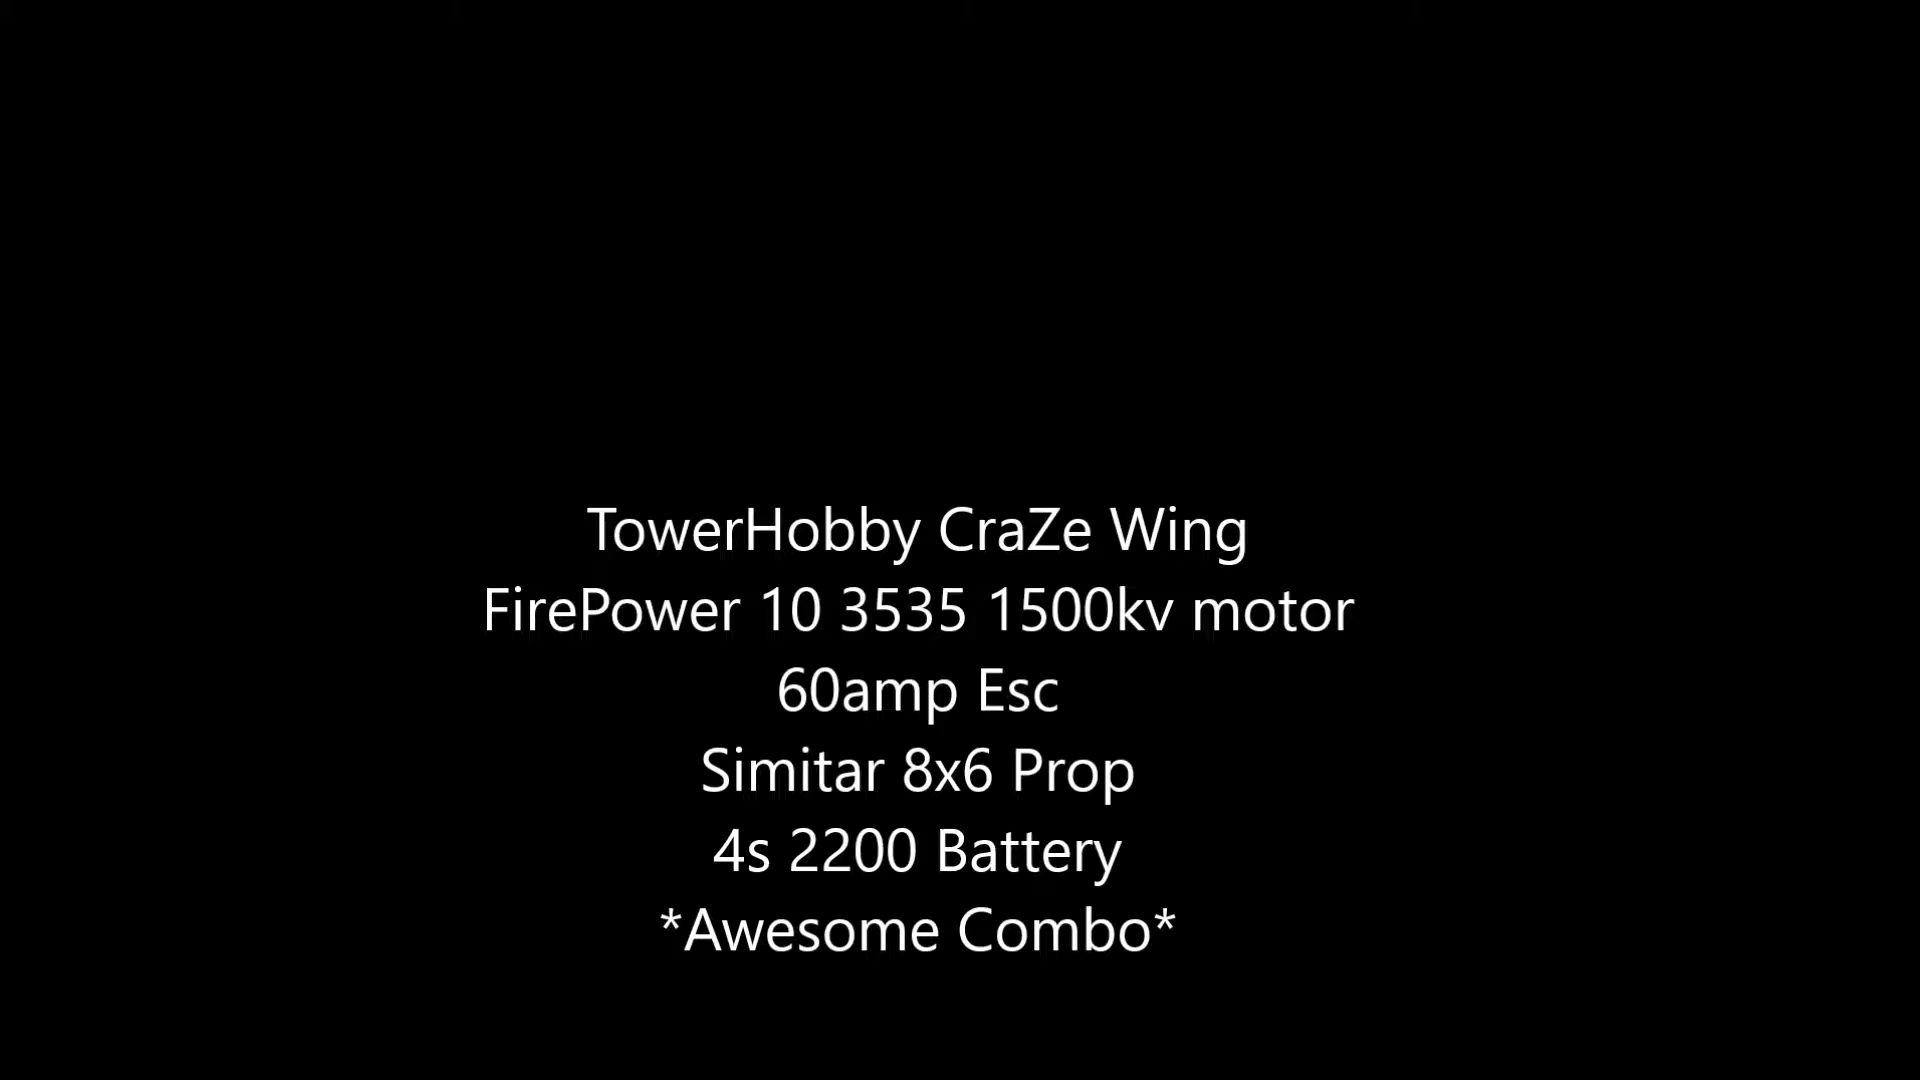 TowerHobby CraZe Wing
FirePower 10 3535 1500kv motor
60amp Esc
Simitar 8x6 Prop
4s 2200 Battery
*Awesome Combo*